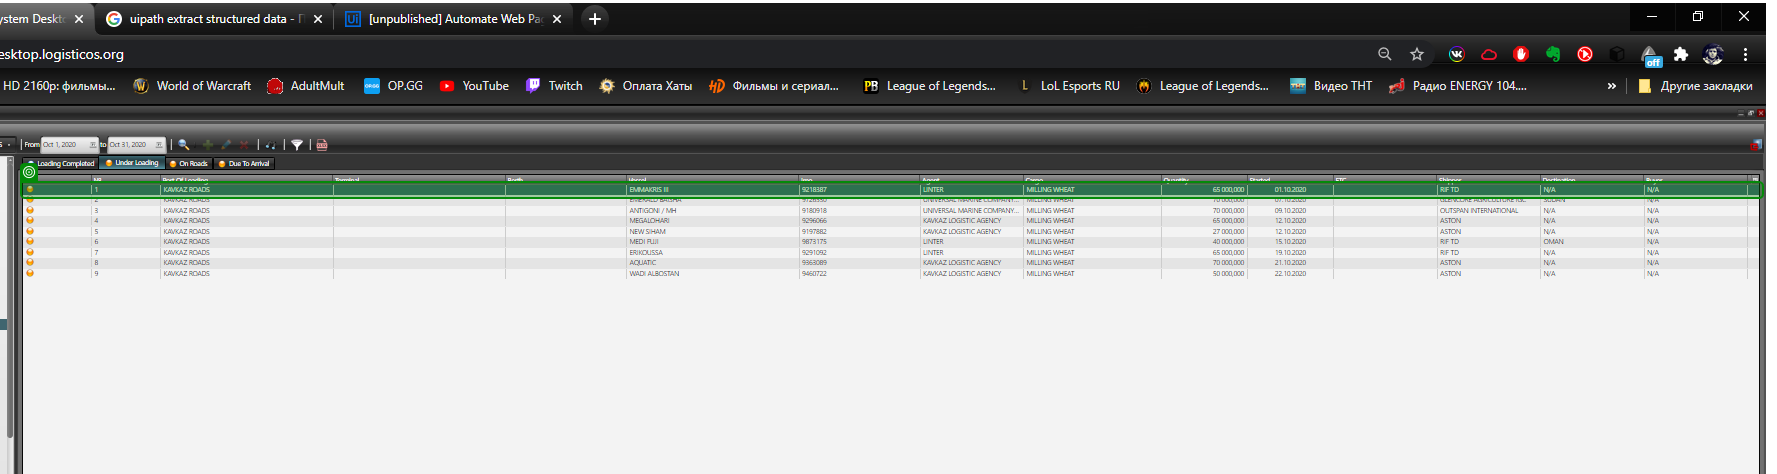 ystem Deskto uipath extract structured data - П [unpublished] Automate Web Pag
esktop.logisticos.org
off
HD 2160p: фильмы... World of Warcraft AdultMult OP.GG YouTube Twitch Оплата Хаты Фильмы и сериал... League of Legends... LoL Esports RU League of Legends... Видео ТНТ Радио ENERGY 104.... » Другие закладки
From Oct 1, 2020 to Oct 31, 2020
Loading Completed Under Loading On Roads Due To Arrival
NR Port Of Loading Terminal Berth Vessel Imo Agent Cargo Quantity Started ETC Shipper Destination Buyer
1 KAVKAZ ROADS EMMAKRIS III 9218387 LINTER MILLING WHEAT 65 000,000 01.10.2020 RIF TD N/A N/A
2 KAVKAZ ROADS EMERALD BAISHA UNIVERSAL MARINE COMPANY... MILLING WHEAT 70 000,000 07.10.2020 GLENCORE AGRICULTURE SUDAN N/A
3 KAVKAZ ROADS ANTIGONI / MH 9180918 UNIVERSAL MARINE COMPANY... MILLING WHEAT 70 000,000 09.10.2020 OUTSPAN INTERNATIONAL N/A N/A
4 KAVKAZ ROADS MEGALOHARI 9296066 KAVKAZ LOGISTIC AGENCY MILLING WHEAT 65 000,000 12.10.2020 ASTON N/A N/A
5 KAVKAZ ROADS NEW SIHAM 9197882 KAVKAZ LOGISTIC AGENCY MILLING WHEAT 27 000,000 12.10.2020 ASTON N/A N/A
6 KAVKAZ ROADS MEDI FUJI 9873175 LINTER MILLING WHEAT 40 000,000 15.10.2020 RIF TD OMAN N/A
7 KAVKAZ ROADS ERIKOUSSA 9291092 LINTER MILLING WHEAT 65 000,000 19.10.2020 RIF TD N/A N/A
8 KAVKAZ ROADS AQUATIC 9363089 KAVKAZ LOGISTIC AGENCY MILLING WHEAT 70 000,000 21.10.2020 ASTON N/A N/A
9 KAVKAZ ROADS WADI ALBOSTAN 9460722 KAVKAZ LOGISTIC AGENCY MILLING WHEAT 50 000,000 22.10.2020 ASTON N/A N/A